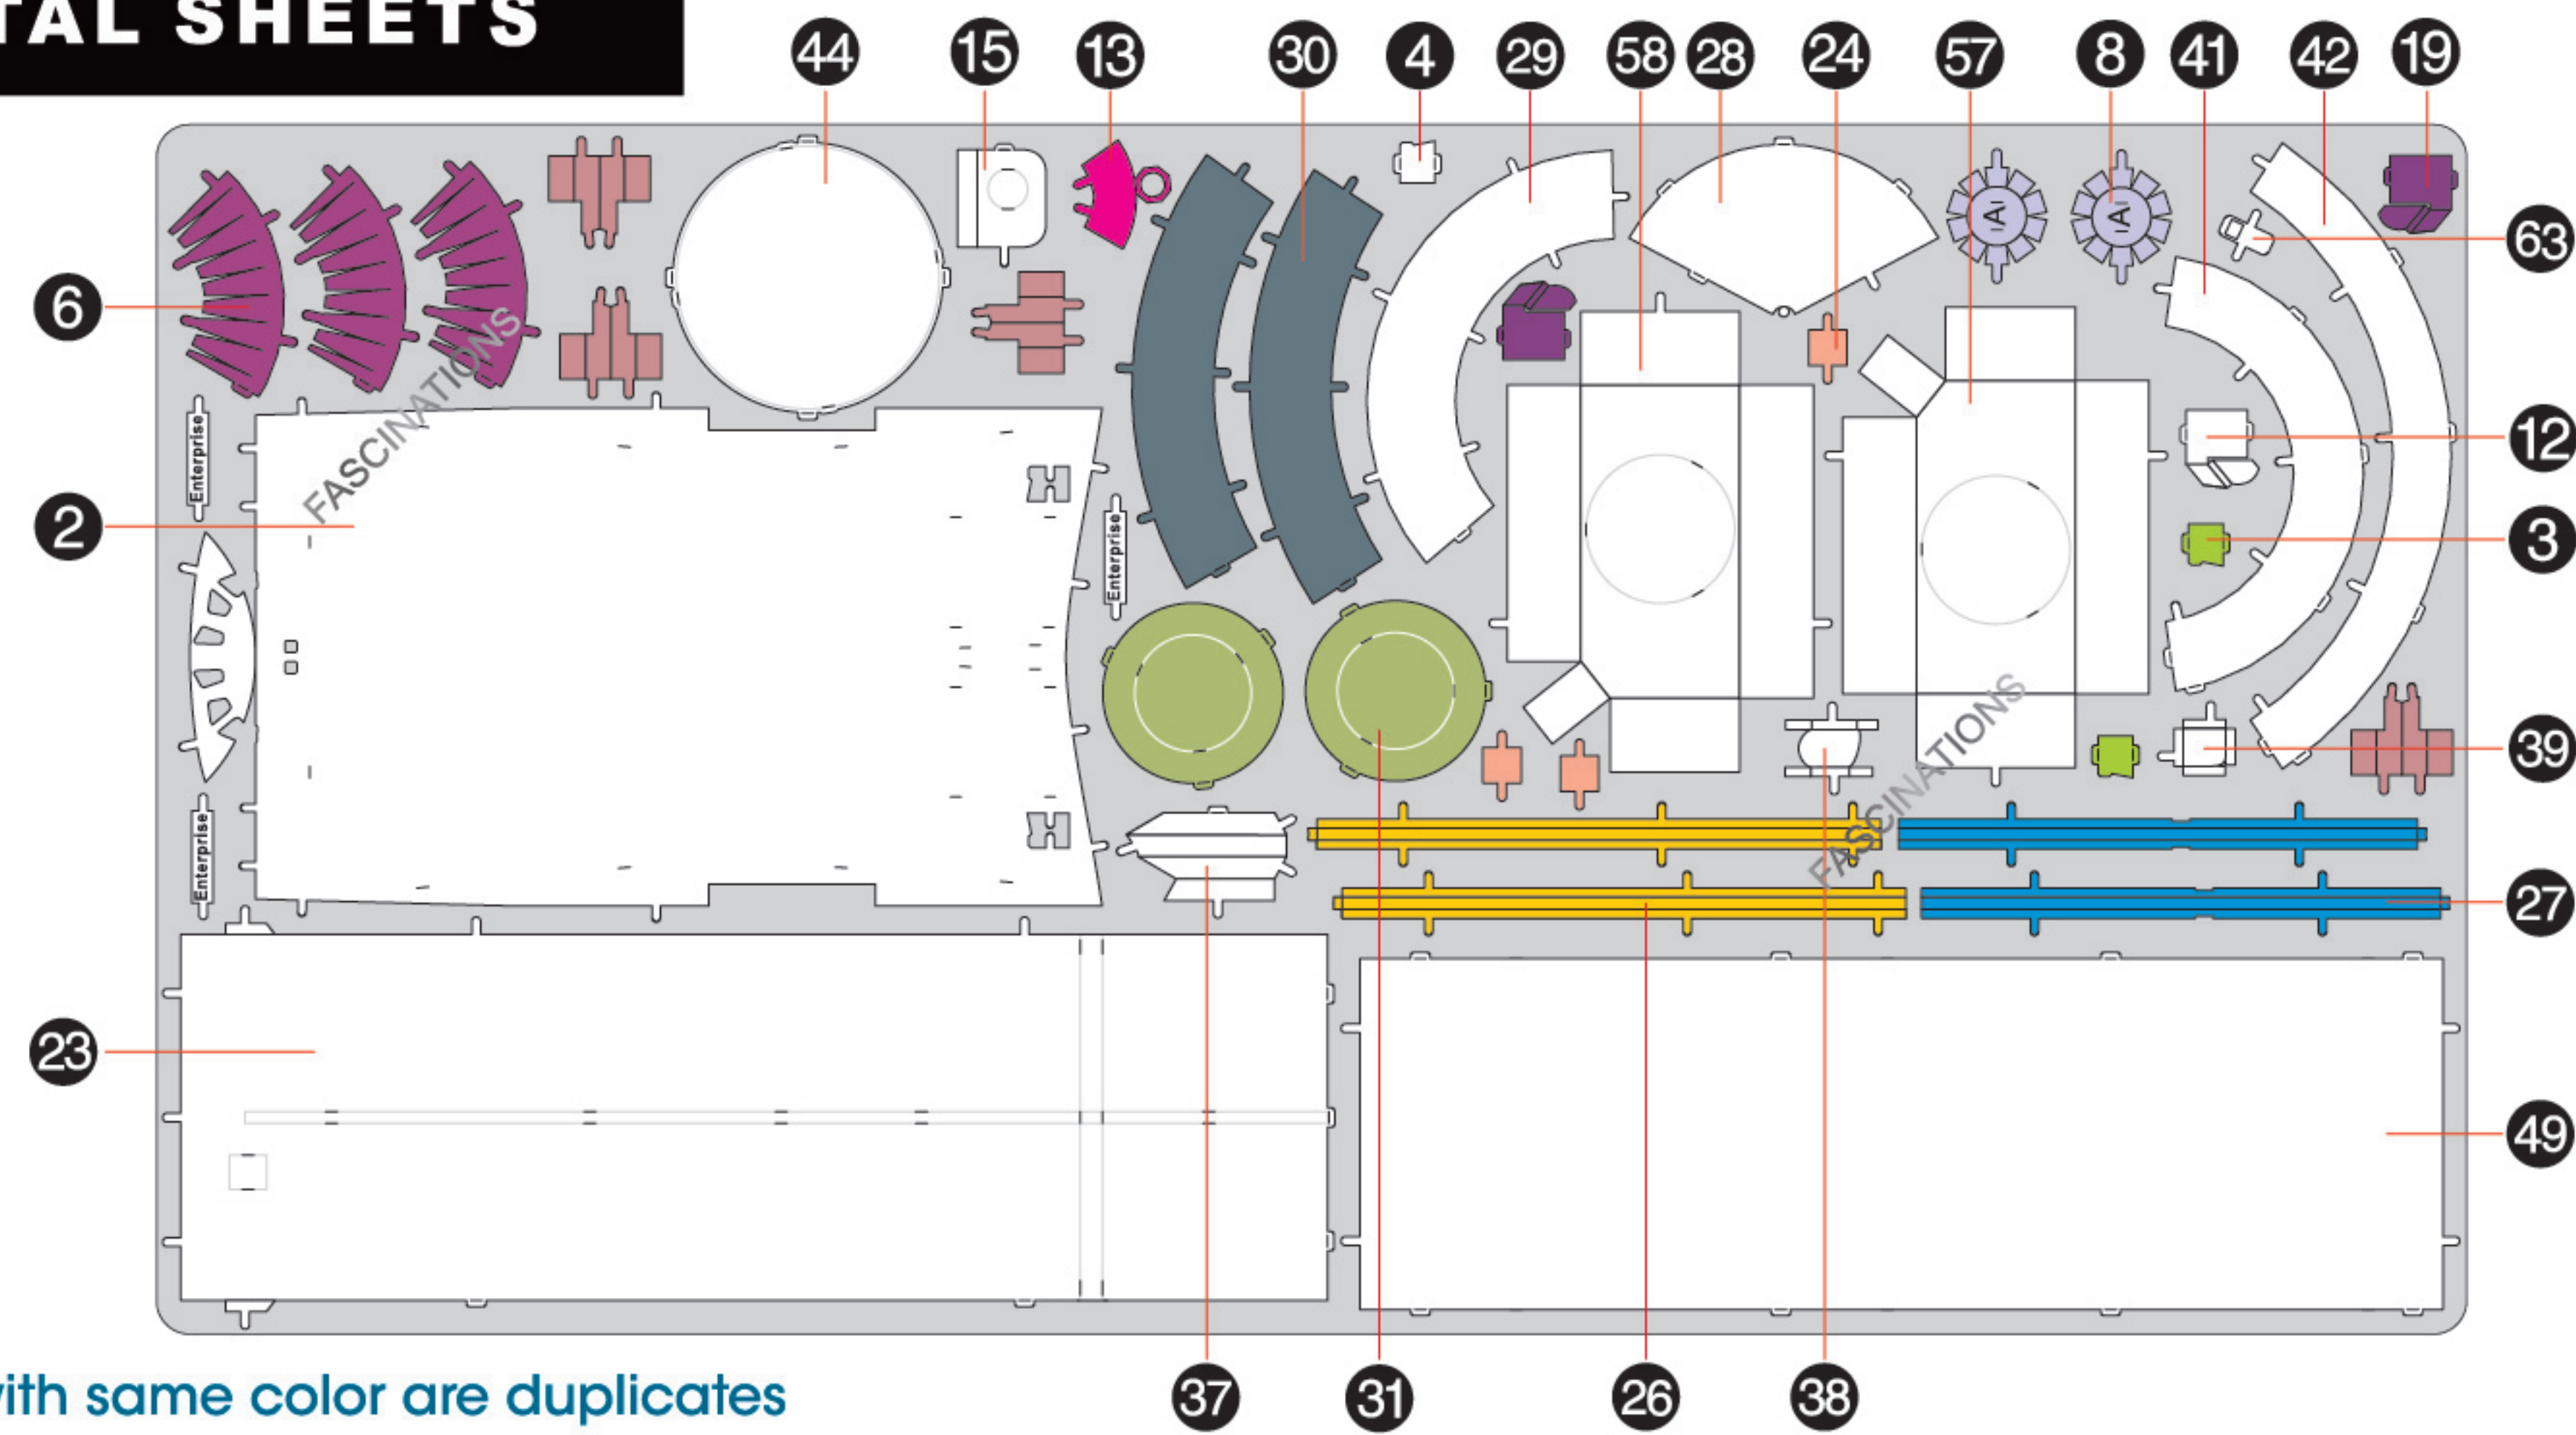 TAL SHEETS
44 15 13 30 4 29 58 28 24 57 8 41 42 19
63
6
FASCINATIONS
Enterprise
12
2
Enterprise
3
39
Enterprise
FASCINATIONS
27
23
49
37 31 26 38
with same color are duplicates